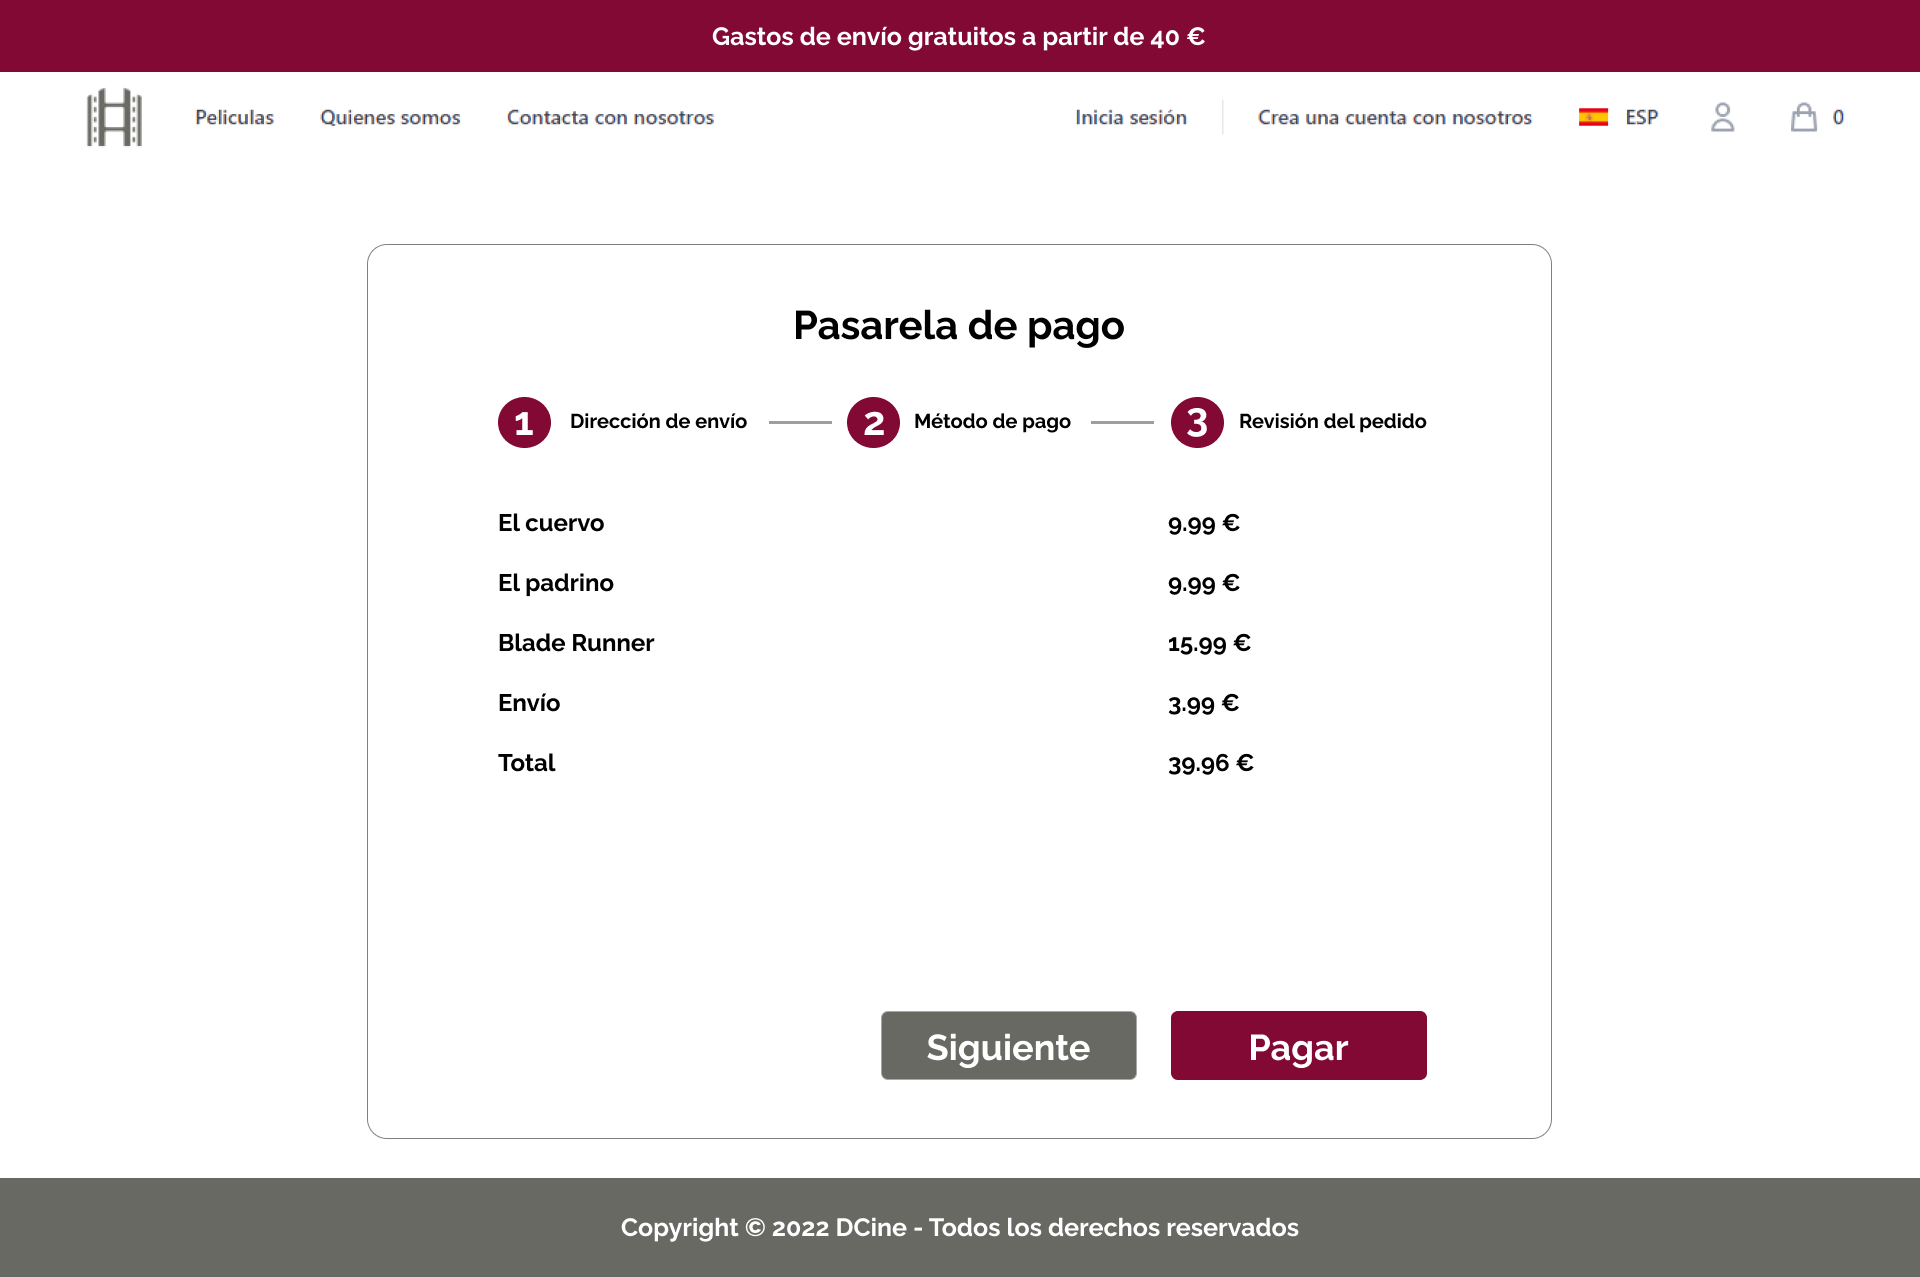 Gastos de envío gratuitos a partir de 40 €
Peliculas Quienes somos Contacta con nosotros Inicia sesión Crea una cuenta con nosotros ESP 0
Pasarela de pago
1 Dirección de envío 2 Método de pago 3 Revisión del pedido
El cuervo 9.99 €
El padrino 9.99 €
Blade Runner 15.99 €
Envío 3.99 €
Total 39.96 €
Siguiente Pagar
Copyright © 2022 DCine - Todos los derechos reservados